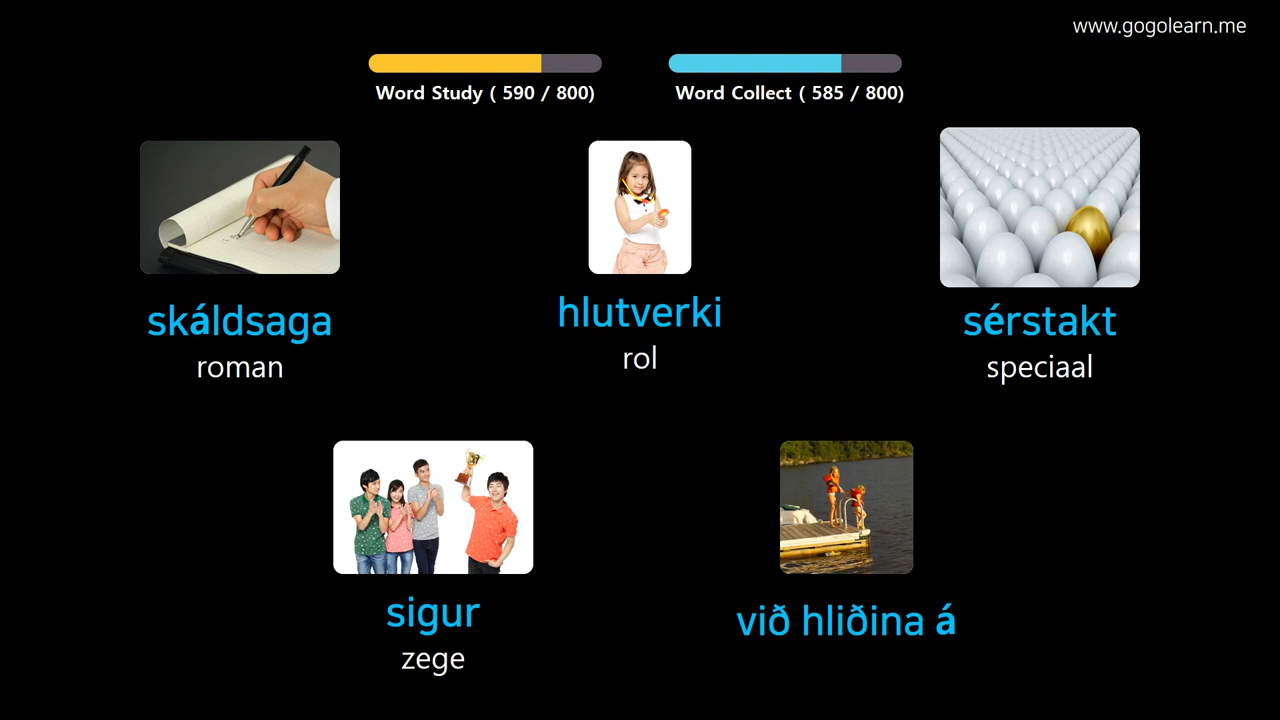 www.gogolearn.me
Word Study ( 590 / 800)
Word Collect ( 585 / 800)
skáldsaga
roman
hlutverki
rol
sérstakt
speciaal
sigur
zege
við hliðina á